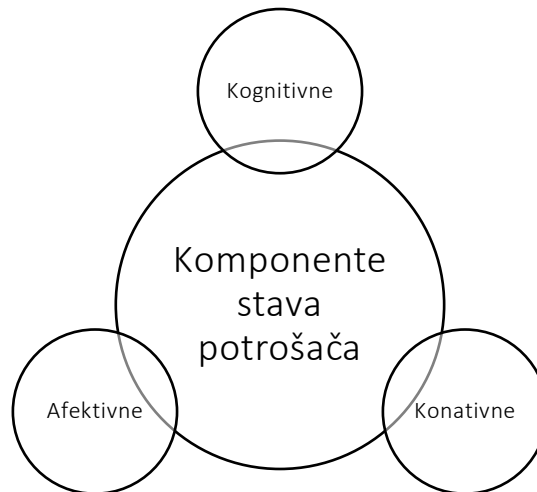 Kognitivne
Komponente
stava
potrošača
Afektivne
Konativne